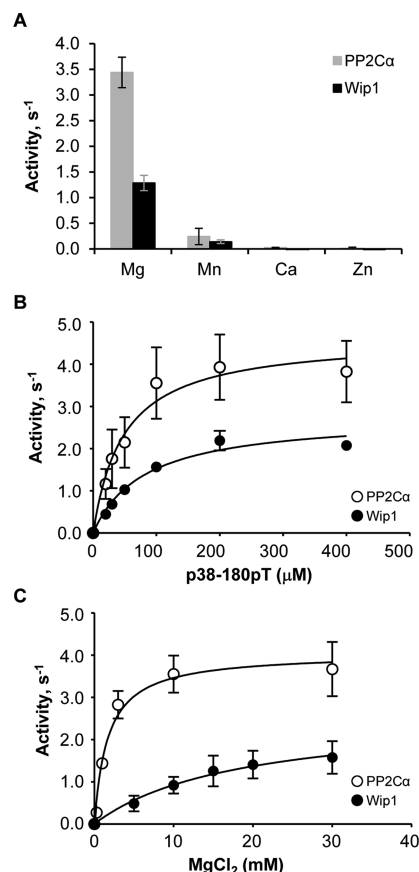 A
4.0
3.5
3.0
2.5
2.0
1.5
1.0
0.5
0.0
Activity, s-1
PP2Cα
Wip1
Mg Mn Ca Zn
B
5.0
4.0
3.0
2.0
1.0
0.0
Activity, s-1
PP2Cα
Wip1
0 100 200 300 400 500
p38-180pT (μM)
C
5.0
4.0
3.0
2.0
1.0
0.0
Activity, s-1
PP2Cα
Wip1
0 10 20 30 40
MgCl2 (mM)